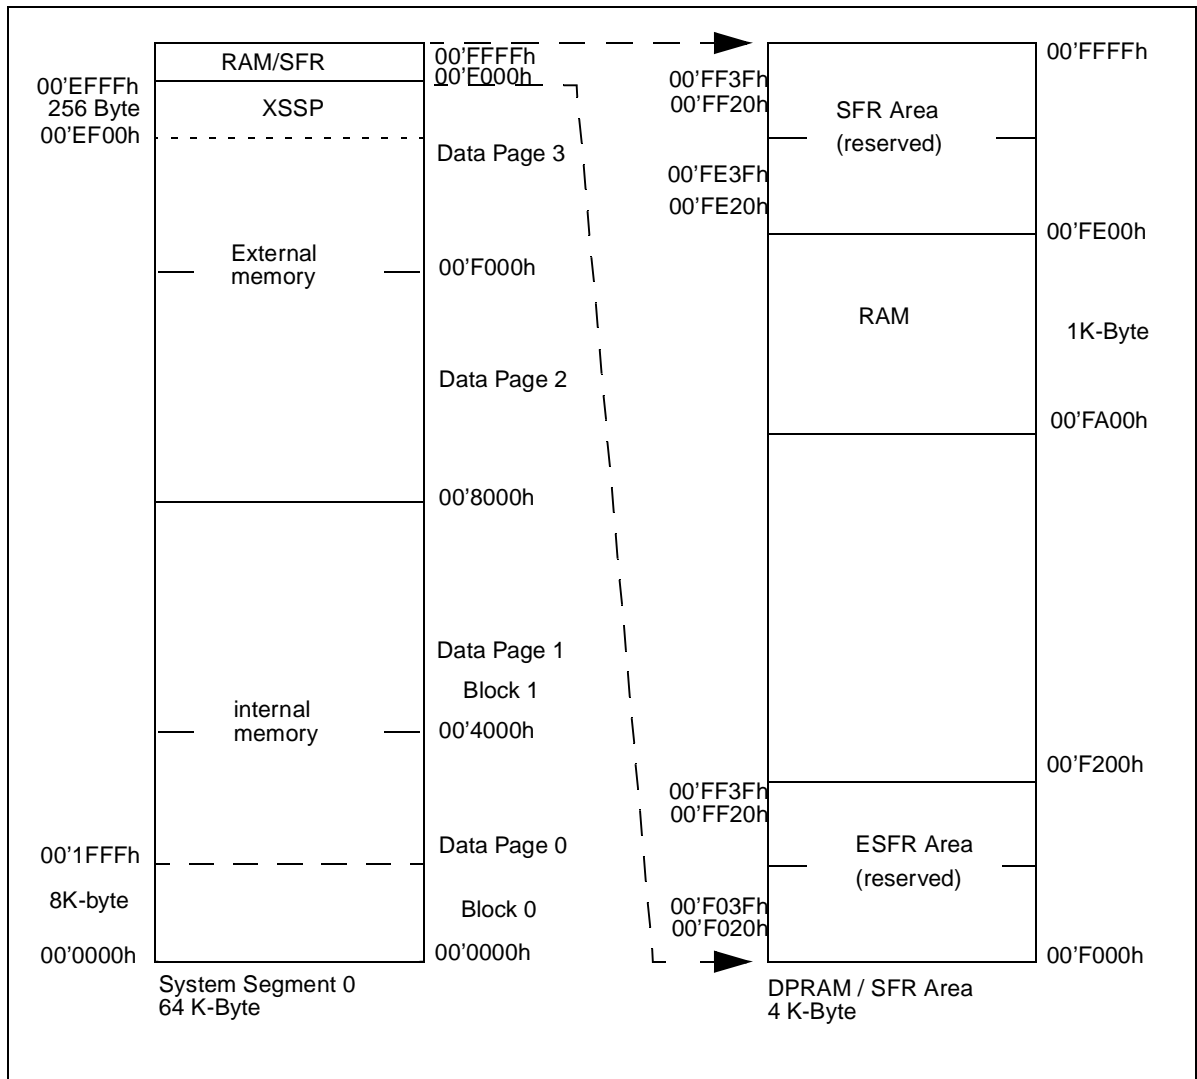 RAM/SFR
00'FFFFh
00'F000h
00'EFFFh
256 Byte
XSSP
00'EF00h
Data Page 3
External
memory
00'F000h
Data Page 2
00'8000h
Data Page 1
Block 1
internal
memory
00'4000h
00'1FFFh
Data Page 0
8K-byte
Block 0
00'0000h
00'0000h
System Segment 0
64 K-Byte
00'FFFFh
00'FF3Fh
00'FF20h
SFR Area
(reserved)
00'FE3Fh
00'FE20h
00'FE00h
RAM
1K-Byte
00'FA00h
00'F200h
00'FF3Fh
00'FF20h
ESFR Area
(reserved)
00'F03Fh
00'F020h
00'F000h
DPRAM / SFR Area
4 K-Byte